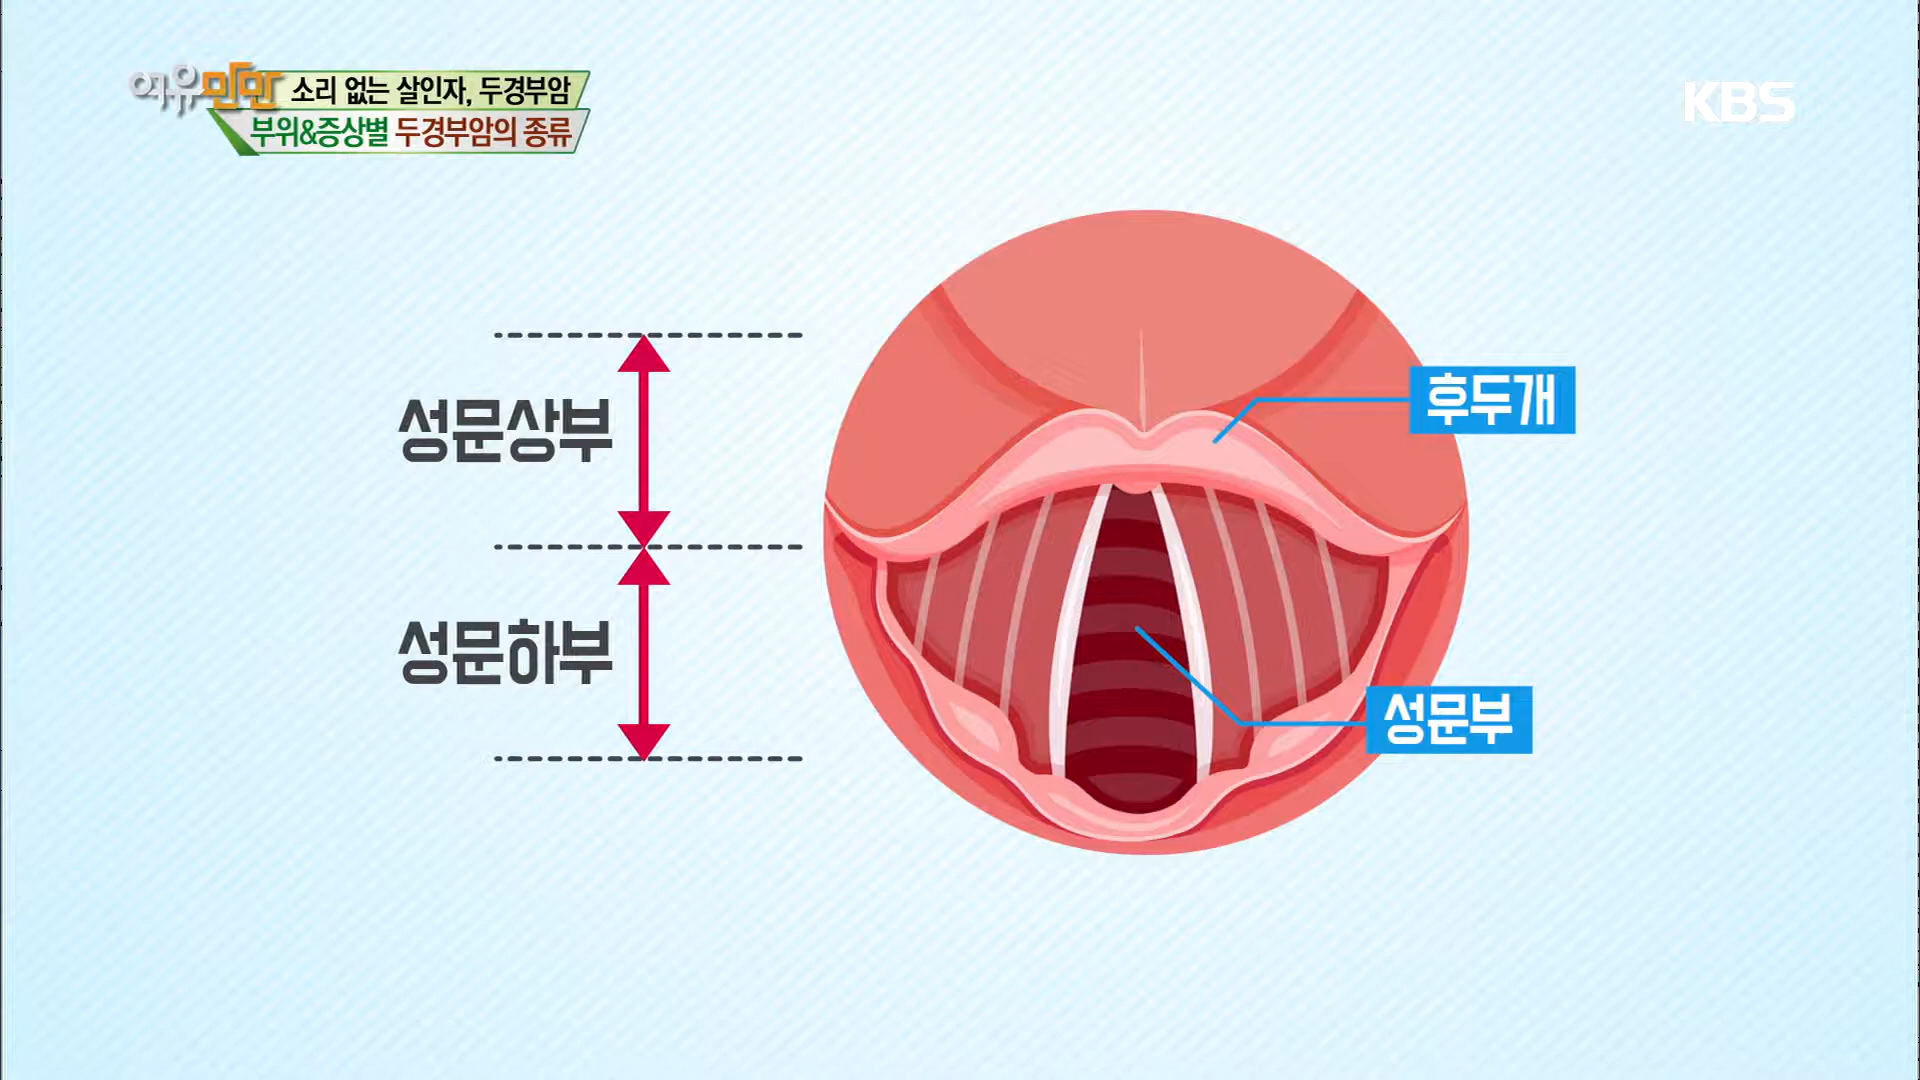 여유만만 소리 없는 살인자, 두경부암
부위&증상별 두경부암의 종류
KBS
성문상부
후두개
성문하부
성문부